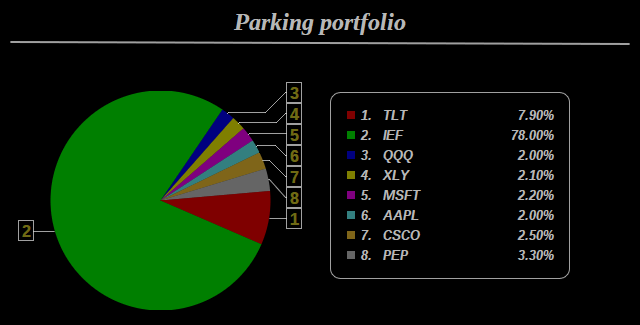 Parking portfolio
3
4
5
6
7
8
1
2
1. TLT 7.90%
2. IEF 78.00%
3. QQQ 2.00%
4. XLY 2.10%
5. MSFT 2.20%
6. AAPL 2.00%
7. CSCO 2.50%
8. PEP 3.30%